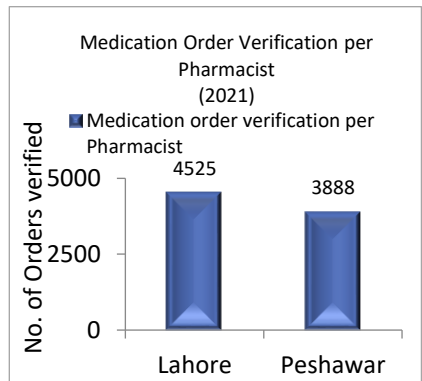 Medication Order Verification per
Pharmacist
(2021)
Medication order verification per
Pharmacist
No. of Orders verified
5000
2500
0
4525
3888
Lahore
Peshawar